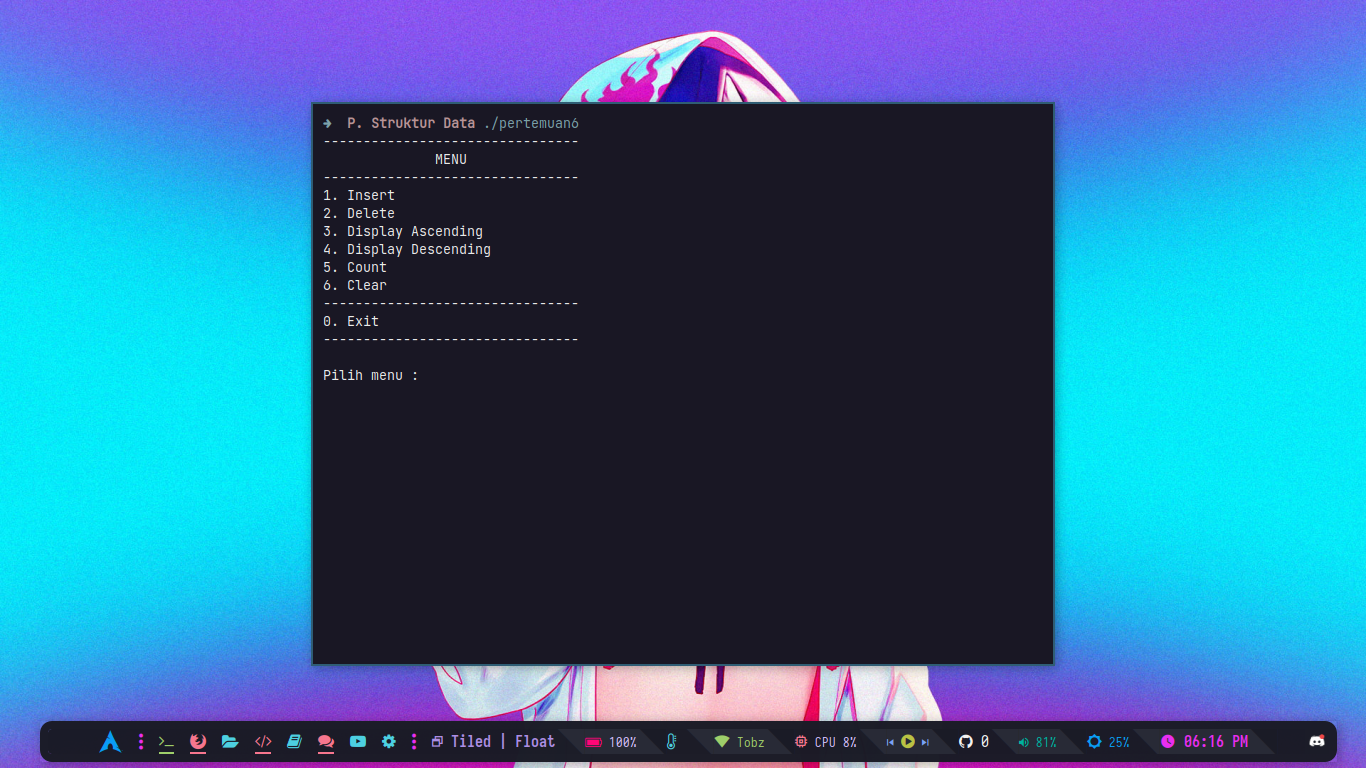 ➜  P. Struktur Data ./pertemuan6
--------------------------------
              MENU
--------------------------------
1. Insert
2. Delete
3. Display Ascending
4. Display Descending
5. Count
6. Clear
--------------------------------
0. Exit
--------------------------------
Pilih menu :
Tiled | Float 100% Tobz CPU 8% 0 81% 25% 06:16 PM